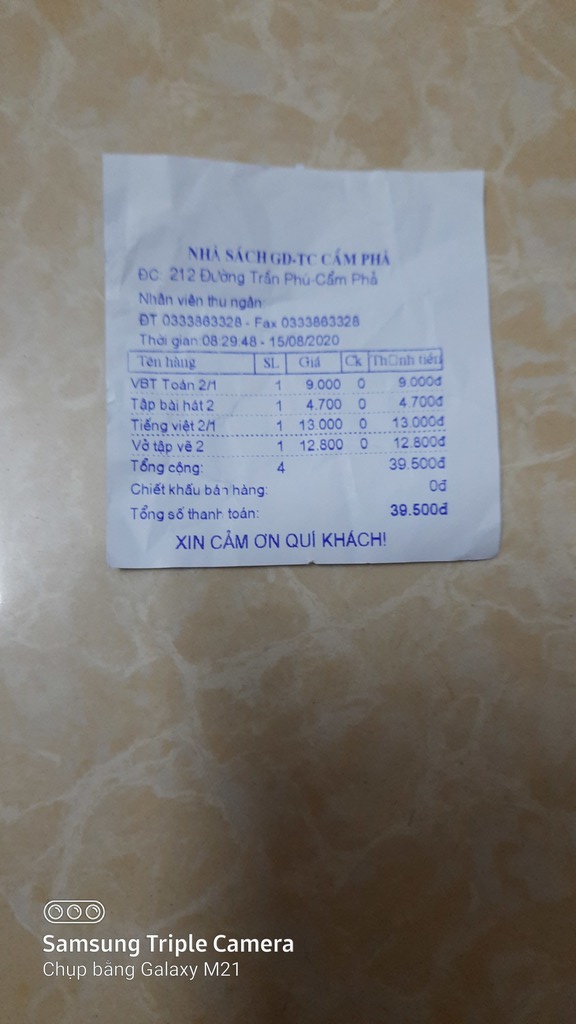 NHÀ SÁCH GD-TC CẨM PHẢ
ĐC: 212 Đường Trần Phú-Cẩm Phả
Nhân viên thu ngân:
ĐT 0333863328 - Fax 0333863328
Thời gian:08:29:48 - 15/08/2020
Tên hàng SL Giá Ck Th□nh tiền
VBT Toán 2/1 1 9.000 0 9.000đ
Tập bài hát 2 1 4.700 0 4.700đ
Tiếng việt 2/1 1 13.000 0 13.000đ
Vở tập vẽ 2 1 12.800 0 12.800đ
Tổng cộng: 4 39.500đ
Chiết khấu bán hàng: 0đ
Tổng số thanh toán: 39.500đ
XIN CẢM ƠN QUÍ KHÁCH!
Samsung Triple Camera
Chụp bằng Galaxy M21